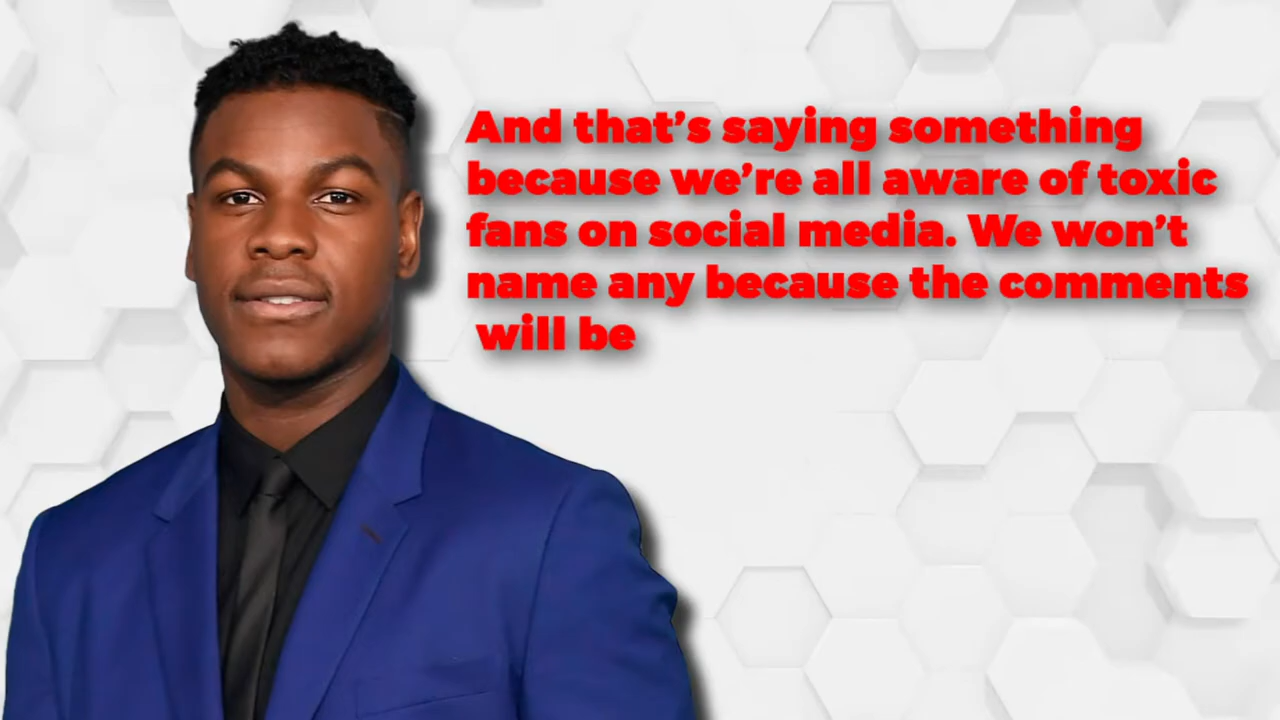 And that’s saying something
because we’re all aware of toxic
fans on social media. We won’t
name any because the comments
will be